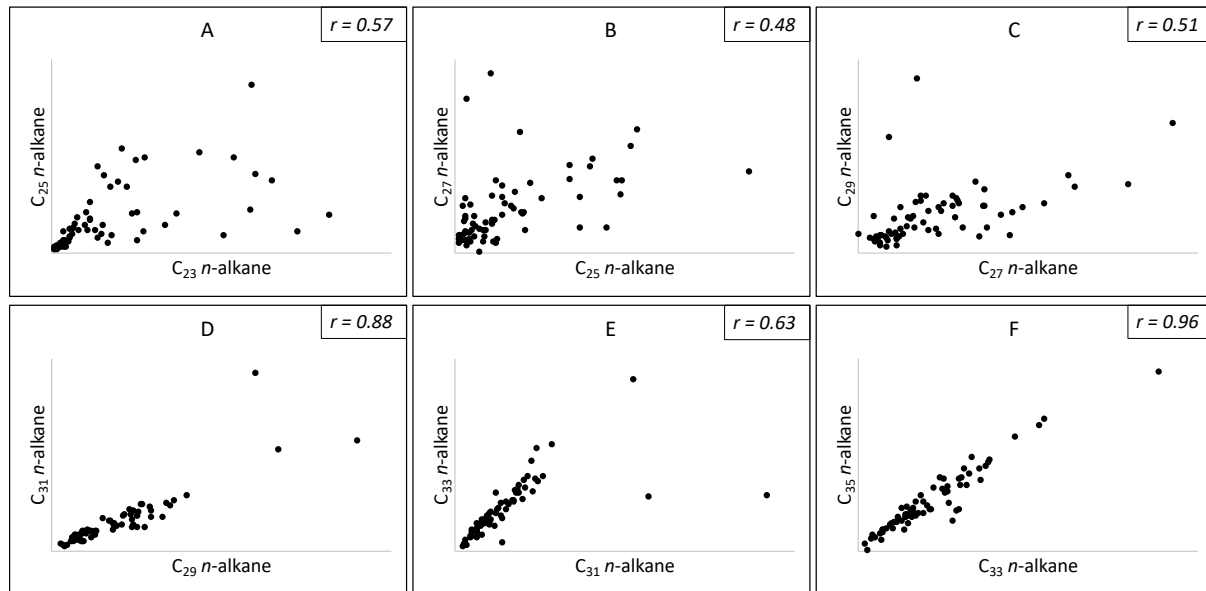 A
r = 0.57
C₂₅ n-alkane
C₂₃ n-alkane
B
r = 0.48
C₂₇ n-alkane
C₂₅ n-alkane
C
r = 0.51
C₂₉ n-alkane
C₂₇ n-alkane
D
r = 0.88
C₃₁ n-alkane
C₂₉ n-alkane
E
r = 0.63
C₃₃ n-alkane
C₃₁ n-alkane
F
r = 0.96
C₃₅ n-alkane
C₃₃ n-alkane